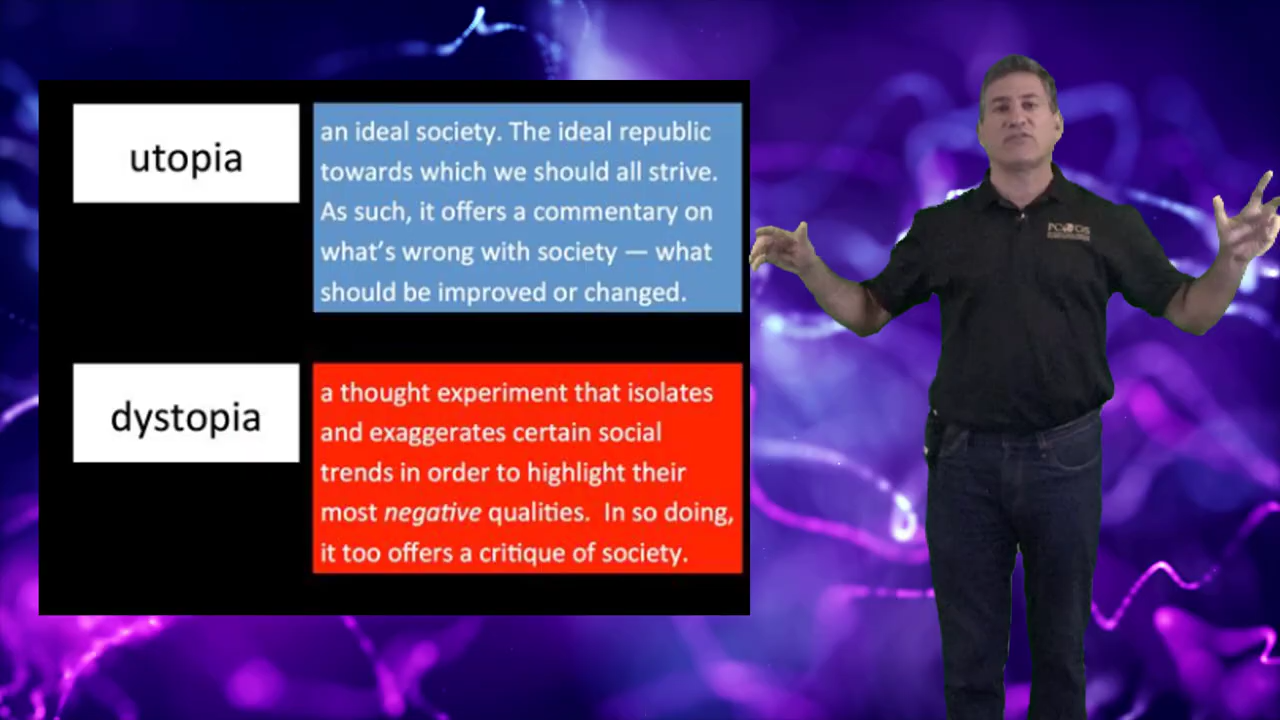 utopia
an ideal society. The ideal republic
towards which we should all strive.
As such, it offers a commentary on
what's wrong with society — what
should be improved or changed.
dystopia
a thought experiment that isolates
and exaggerates certain social
trends in order to highlight their
most negative qualities.  In so doing,
it too offers a critique of society.